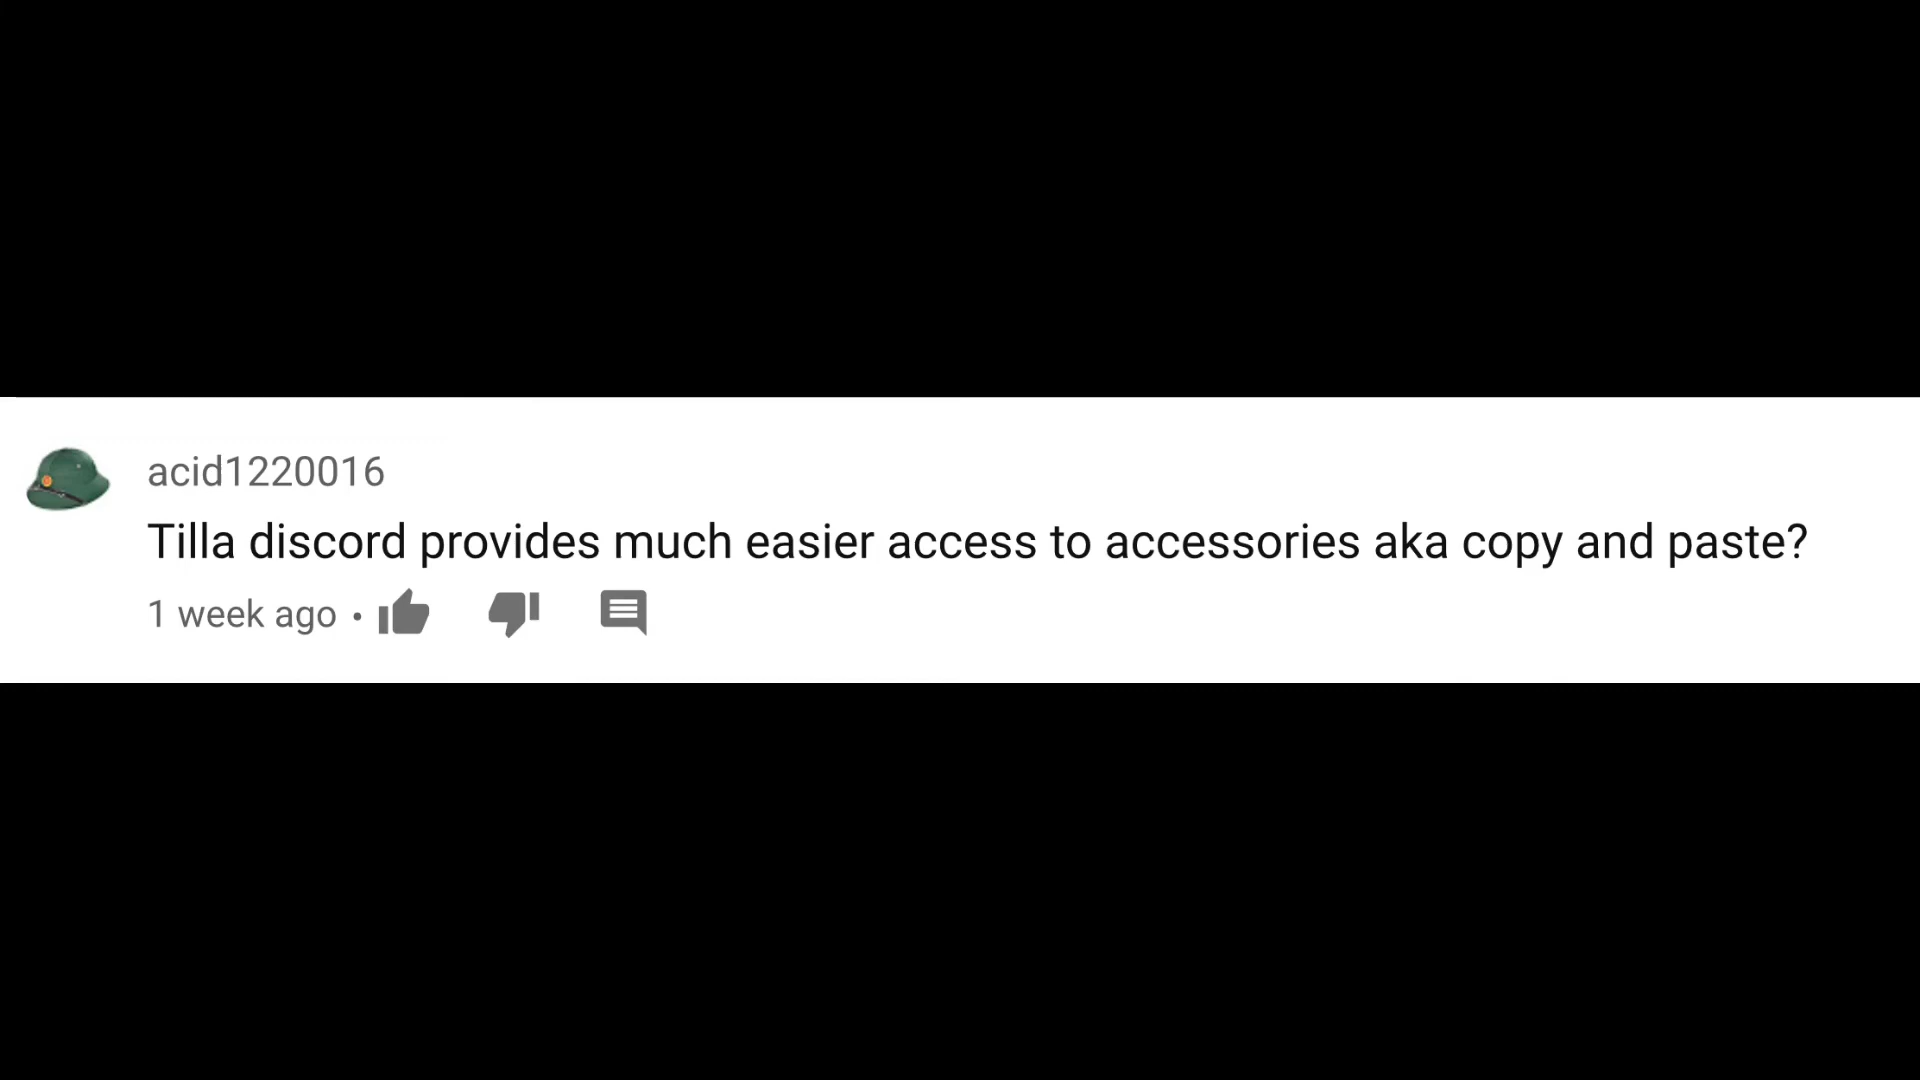 acid1220016
Tilla discord provides much easier access to accessories aka copy and paste?
1 week ago •